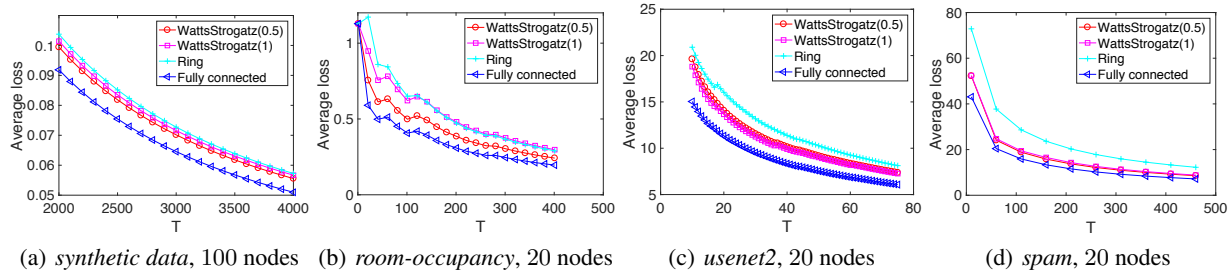 WattsStrogatz(0.5)
WattsStrogatz(1)
Ring
Fully connected
Average loss
0.10
0.09
0.08
0.07
0.06
0.05
2000 2500 3000 3500 4000
T
(a) synthetic data, 100 nodes
WattsStrogatz(0.5)
WattsStrogatz(1)
Ring
Fully connected
Average loss
1
0.5
0
0 100 200 300 400 500
T
(b) room-occupancy, 20 nodes
WattsStrogatz(0.5)
WattsStrogatz(1)
Ring
Fully connected
Average loss
25
20
15
10
5
0 20 40 60 80
T
(c) usenet2, 20 nodes
WattsStrogatz(0.5)
WattsStrogatz(1)
Ring
Fully connected
Average loss
80
60
40
20
0
0 100 200 300 400 500
T
(d) spam, 20 nodes